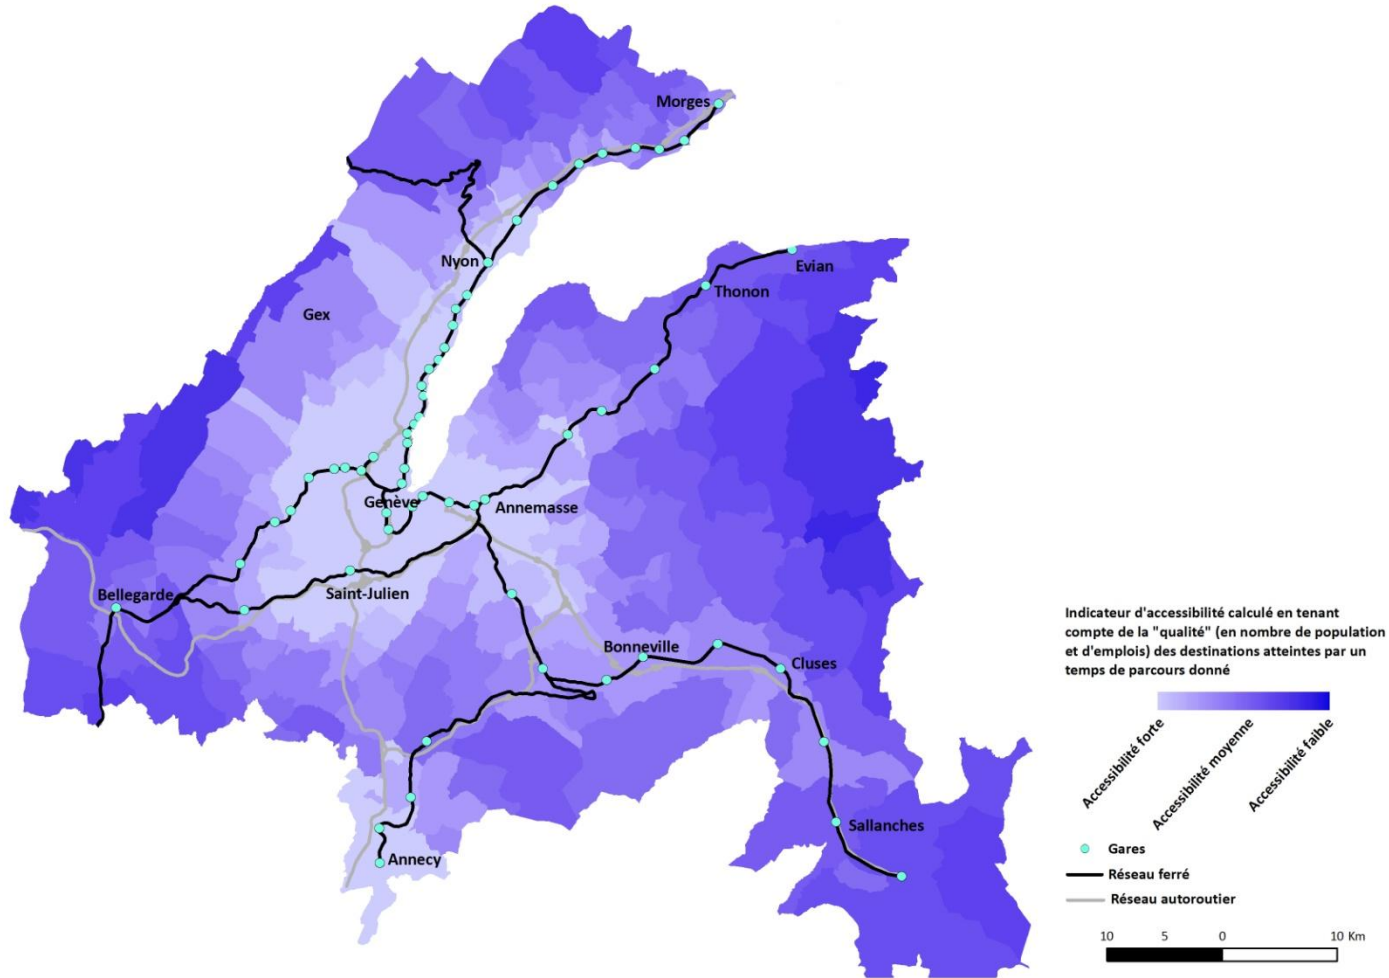 Morges
Nyon
Evian
Thonon
Gex
Genève
Annemasse
Bellegarde
Saint-Julien
Bonneville
Cluses
Sallanches
Annecy
Indicateur d'accessibilité calculé en tenant
compte de la "qualité" (en nombre de population
et d'emplois) des destinations atteintes par un
temps de parcours donné
Accessibilité forte
Accessibilité moyenne
Accessibilité faible
Gares
Réseau ferré
Réseau autoroutier
10 5 0 10 Km